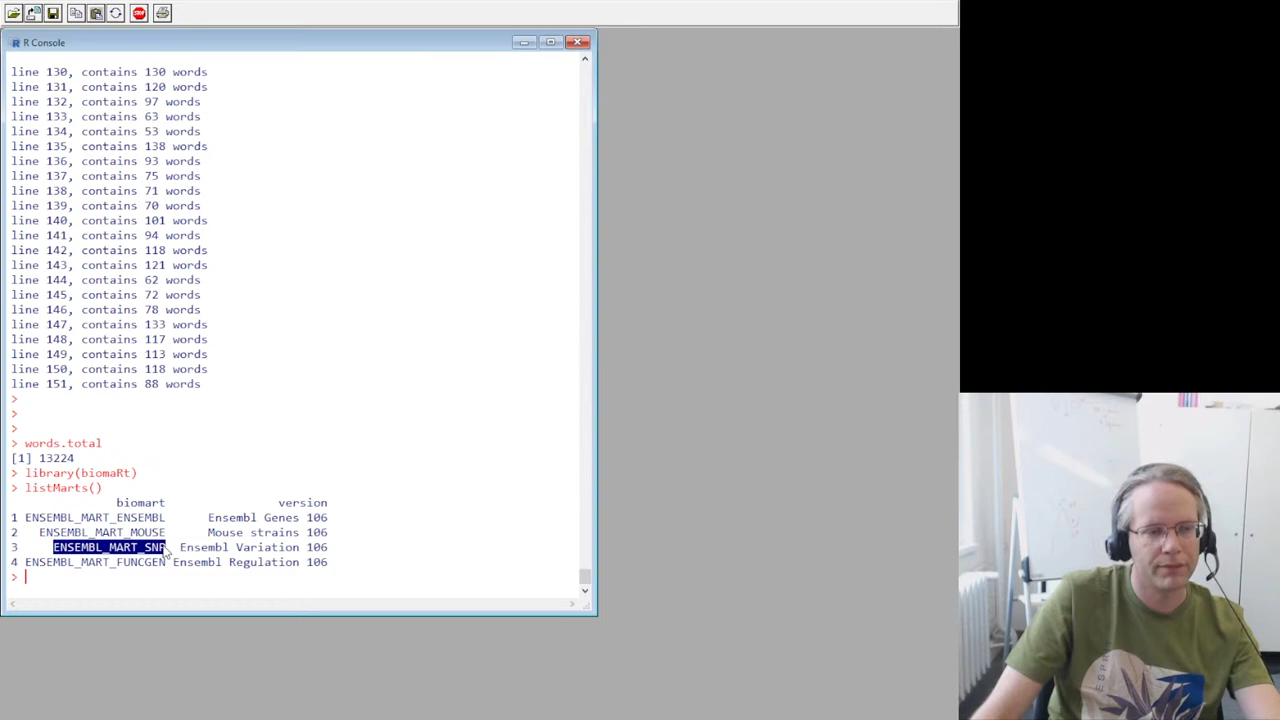 STOP
R Console
line 130, contains 130 words
line 131, contains 120 words
line 132, contains 97 words
line 133, contains 63 words
line 134, contains 53 words
line 135, contains 138 words
line 136, contains 93 words
line 137, contains 75 words
line 138, contains 71 words
line 139, contains 70 words
line 140, contains 101 words
line 141, contains 94 words
line 142, contains 118 words
line 143, contains 121 words
line 144, contains 62 words
line 145, contains 72 words
line 146, contains 78 words
line 147, contains 133 words
line 148, contains 117 words
line 149, contains 113 words
line 150, contains 118 words
line 151, contains 88 words
>
>
>
> words.total
[1] 13224
> library(biomaRt)
> listMarts()
biomart version
1 ENSEMBL_MART_ENSEMBL Ensembl Genes 106
2 ENSEMBL_MART_MOUSE Mouse strains 106
3 ENSEMBL_MART_SNP Ensembl Variation 106
4 ENSEMBL_MART_FUNCGEN Ensembl Regulation 106
>